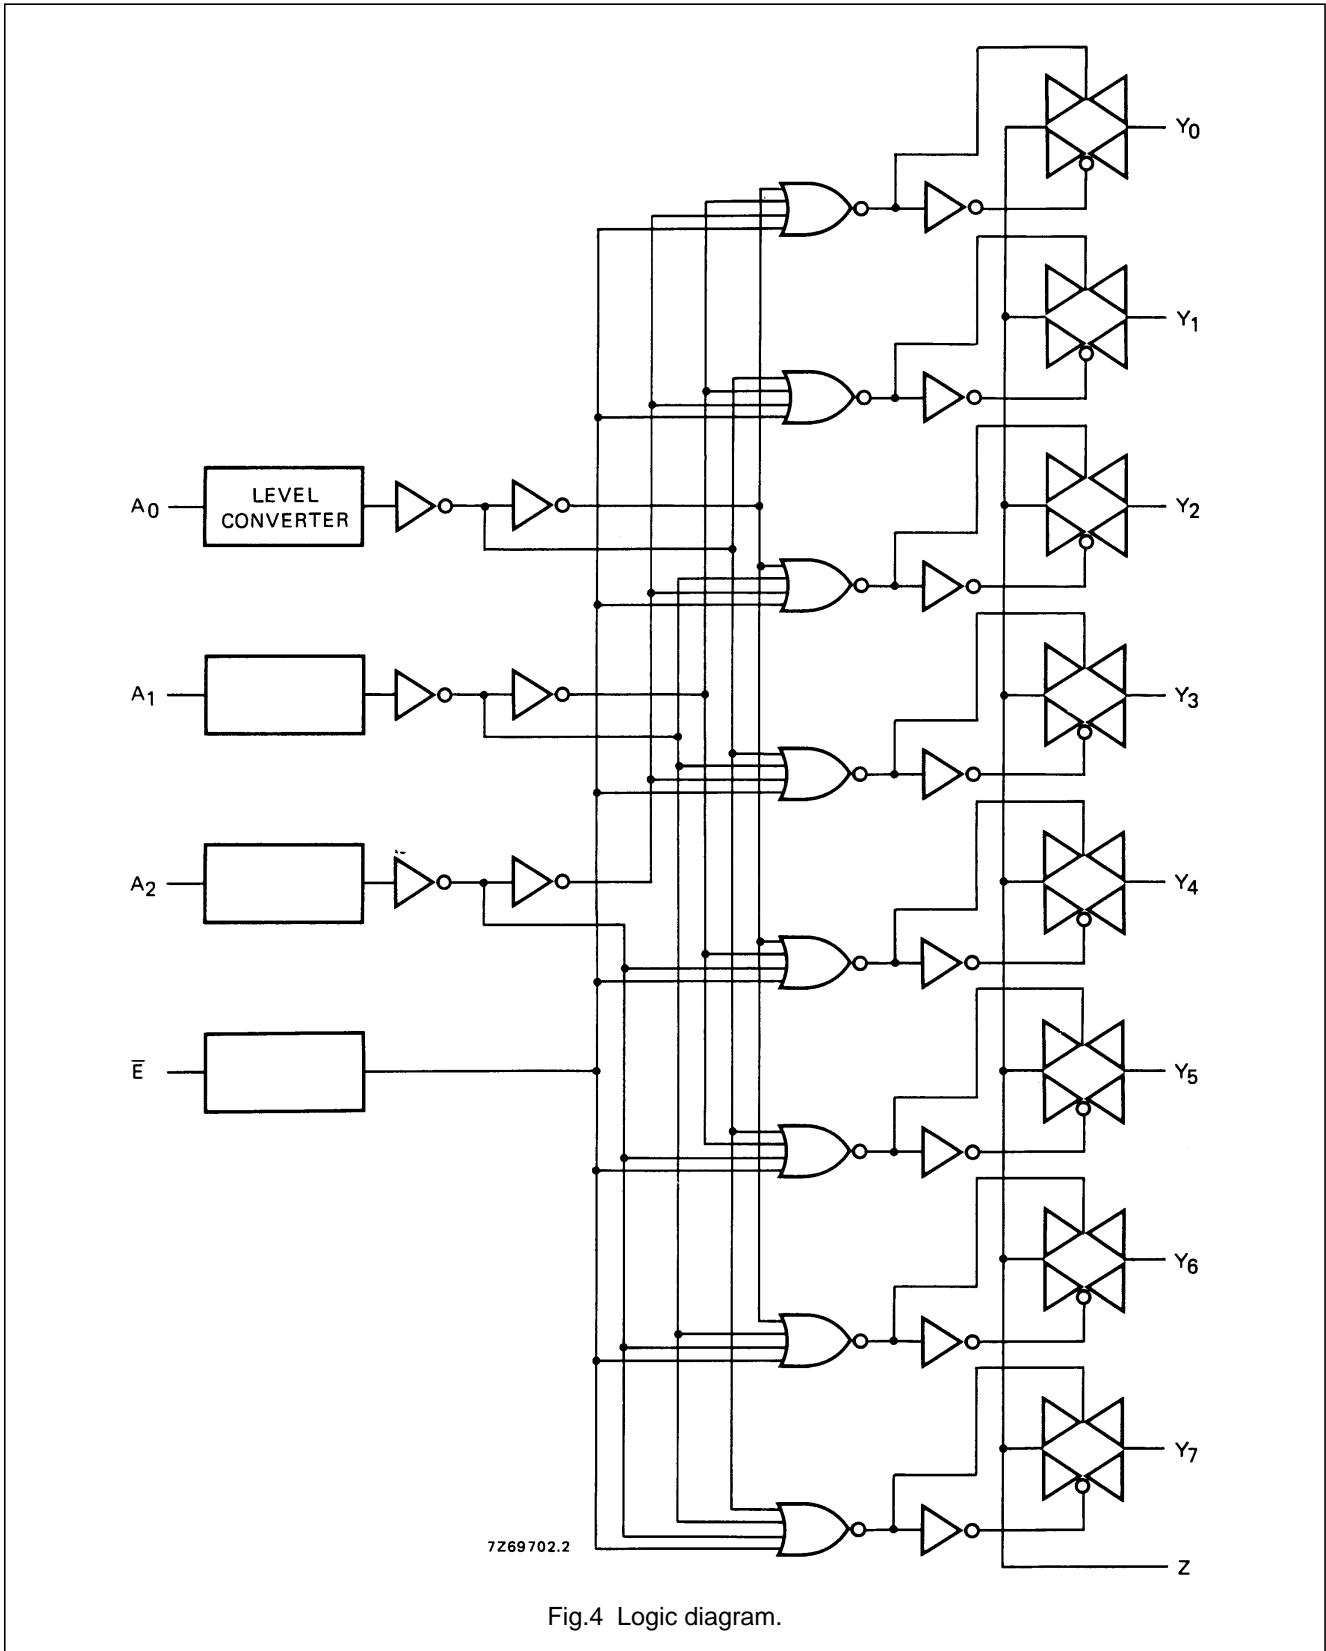 Y0
Y1
A0
LEVEL
CONVERTER
Y2
A1
Y3
A2
Y4
E̅
Y5
Y6
Y7
7Z69702.2
Z
Fig.4 Logic diagram.